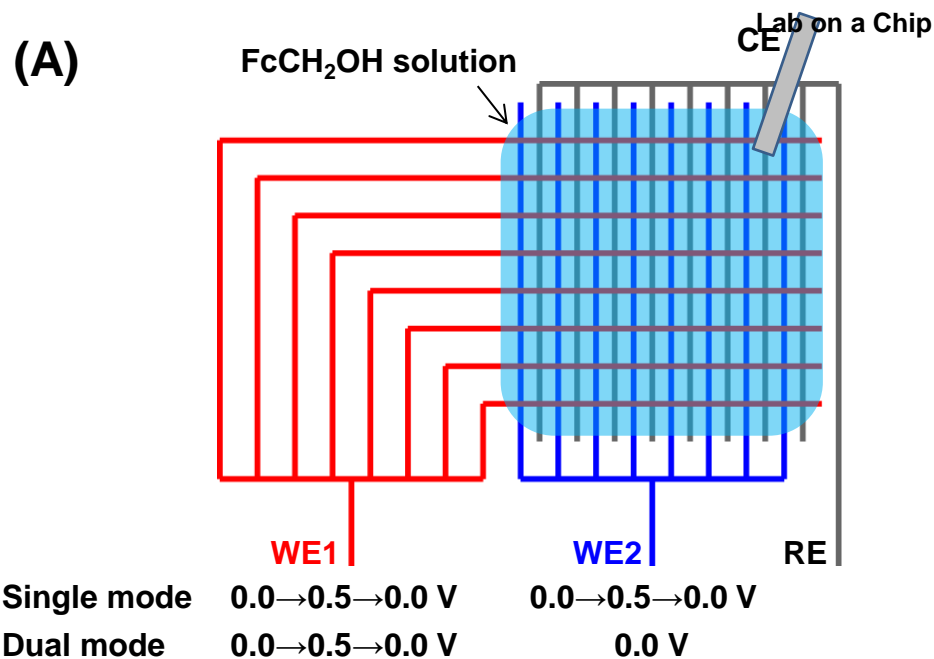 Lab on a Chip
(A)
CE
FcCH₂OH solution
WE1 WE2 RE
Single mode 0.0→0.5→0.0 V 0.0→0.5→0.0 V
Dual mode 0.0→0.5→0.0 V 0.0 V